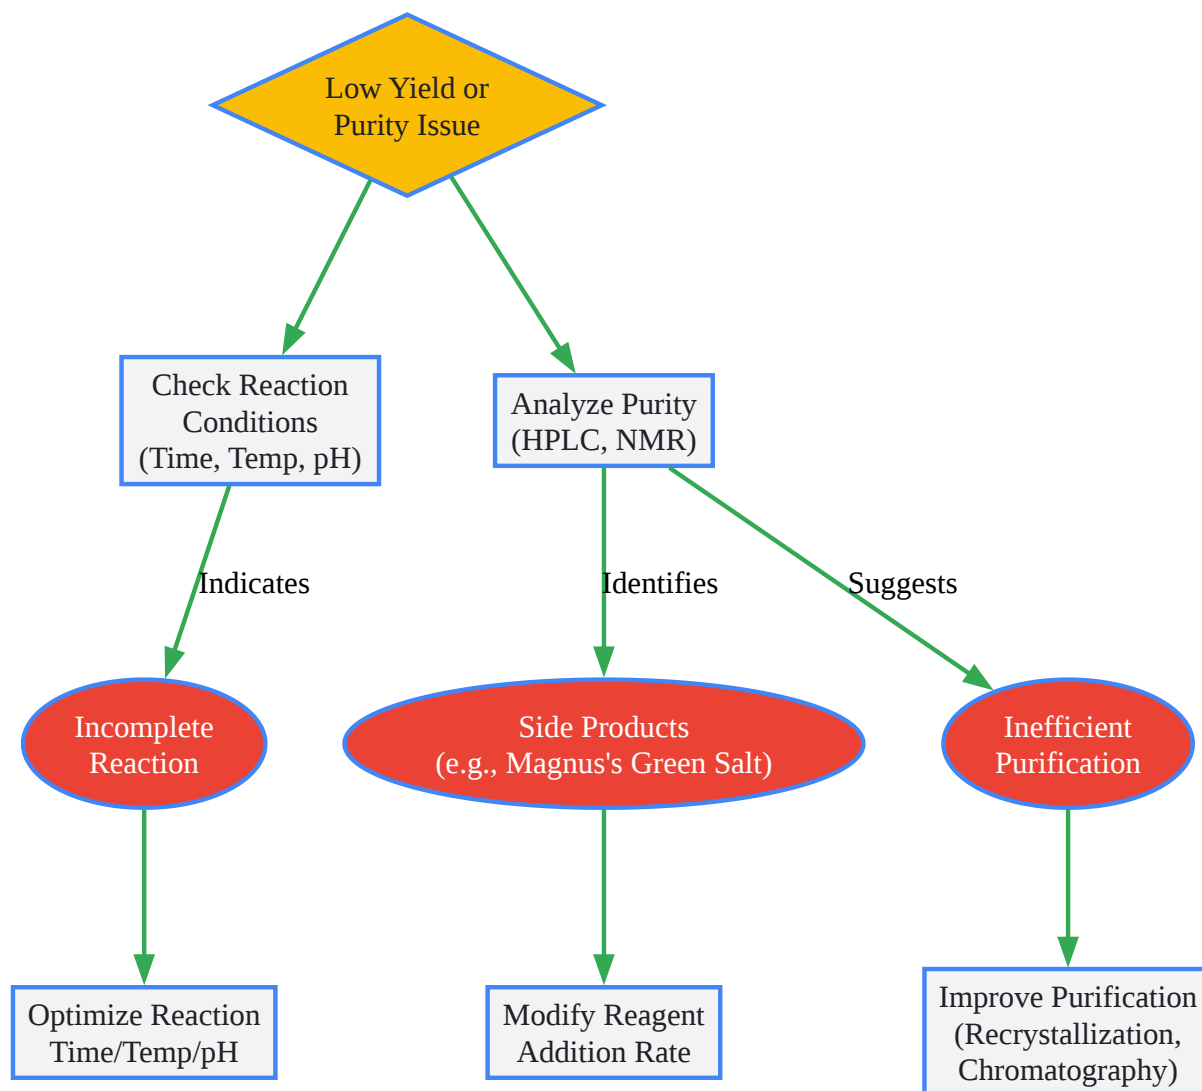 Low Yield or
Purity Issue
Check Reaction
Conditions
(Time, Temp, pH)
Analyze Purity
(HPLC, NMR)
Indicates
Identifies
Suggests
Incomplete
Reaction
Side Products
(e.g., Magnus's Green Salt)
Inefficient
Purification
Optimize Reaction
Time/Temp/pH
Modify Reagent
Addition Rate
Improve Purification
(Recrystallization,
Chromatography)